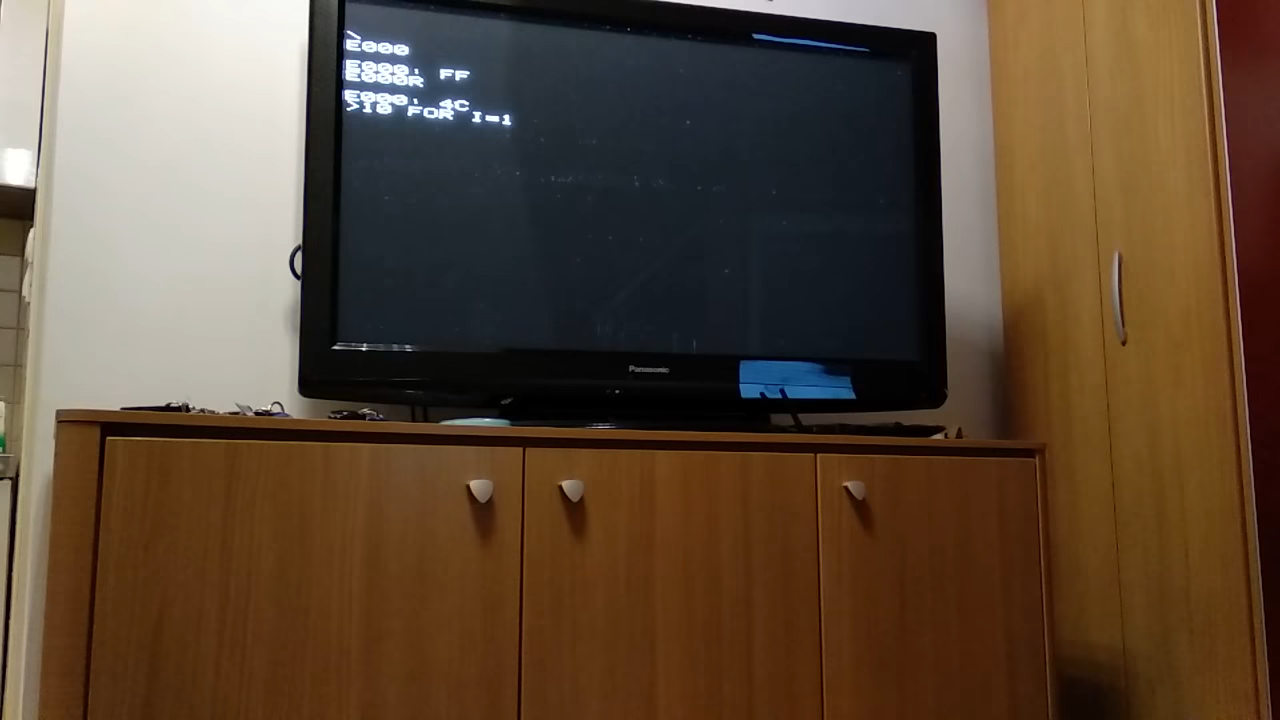 \
E000
E000: FF
E000R
E000: 4C
>10 FOR I=1
Panasonic